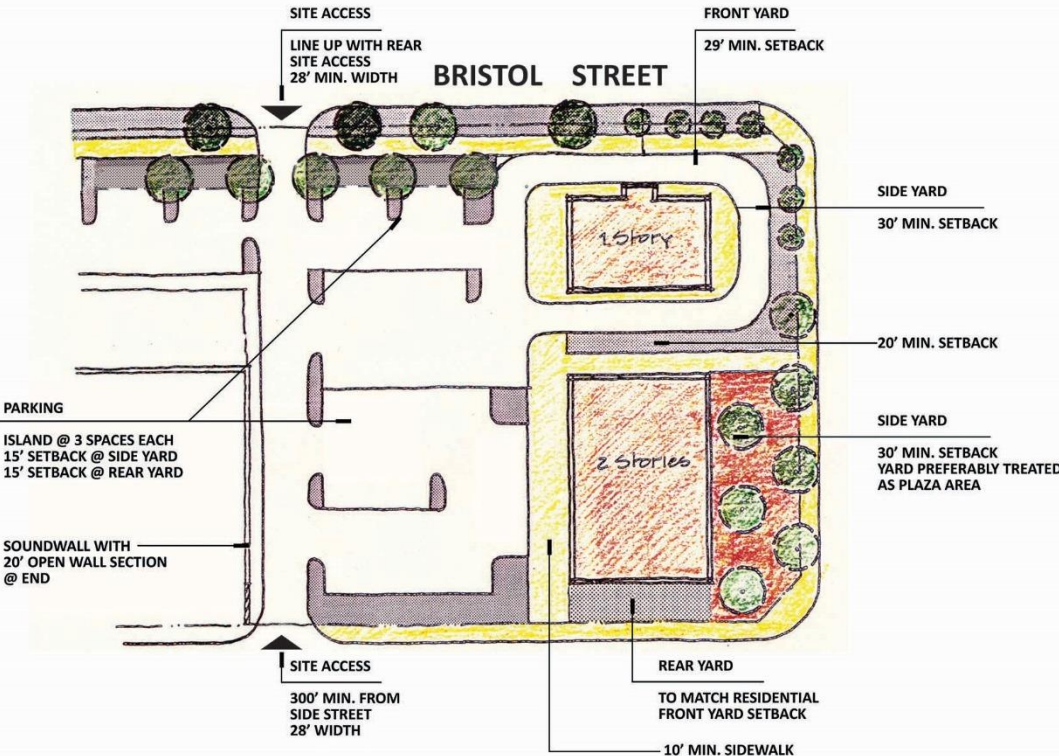 SITE ACCESS
LINE UP WITH REAR
SITE ACCESS
28' MIN. WIDTH
FRONT YARD
29' MIN. SETBACK
BRISTOL STREET
SIDE YARD
30' MIN. SETBACK
1 Story
20' MIN. SETBACK
PARKING
ISLAND @ 3 SPACES EACH
15' SETBACK @ SIDE YARD
15' SETBACK @ REAR YARD
SIDE YARD
30' MIN. SETBACK
YARD PREFERABLY TREATED
AS PLAZA AREA
2 Stories
SOUNDWALL WITH
20' OPEN WALL SECTION
@ END
SITE ACCESS
300' MIN. FROM
SIDE STREET
28' WIDTH
REAR YARD
TO MATCH RESIDENTIAL
FRONT YARD SETBACK
10' MIN. SIDEWALK